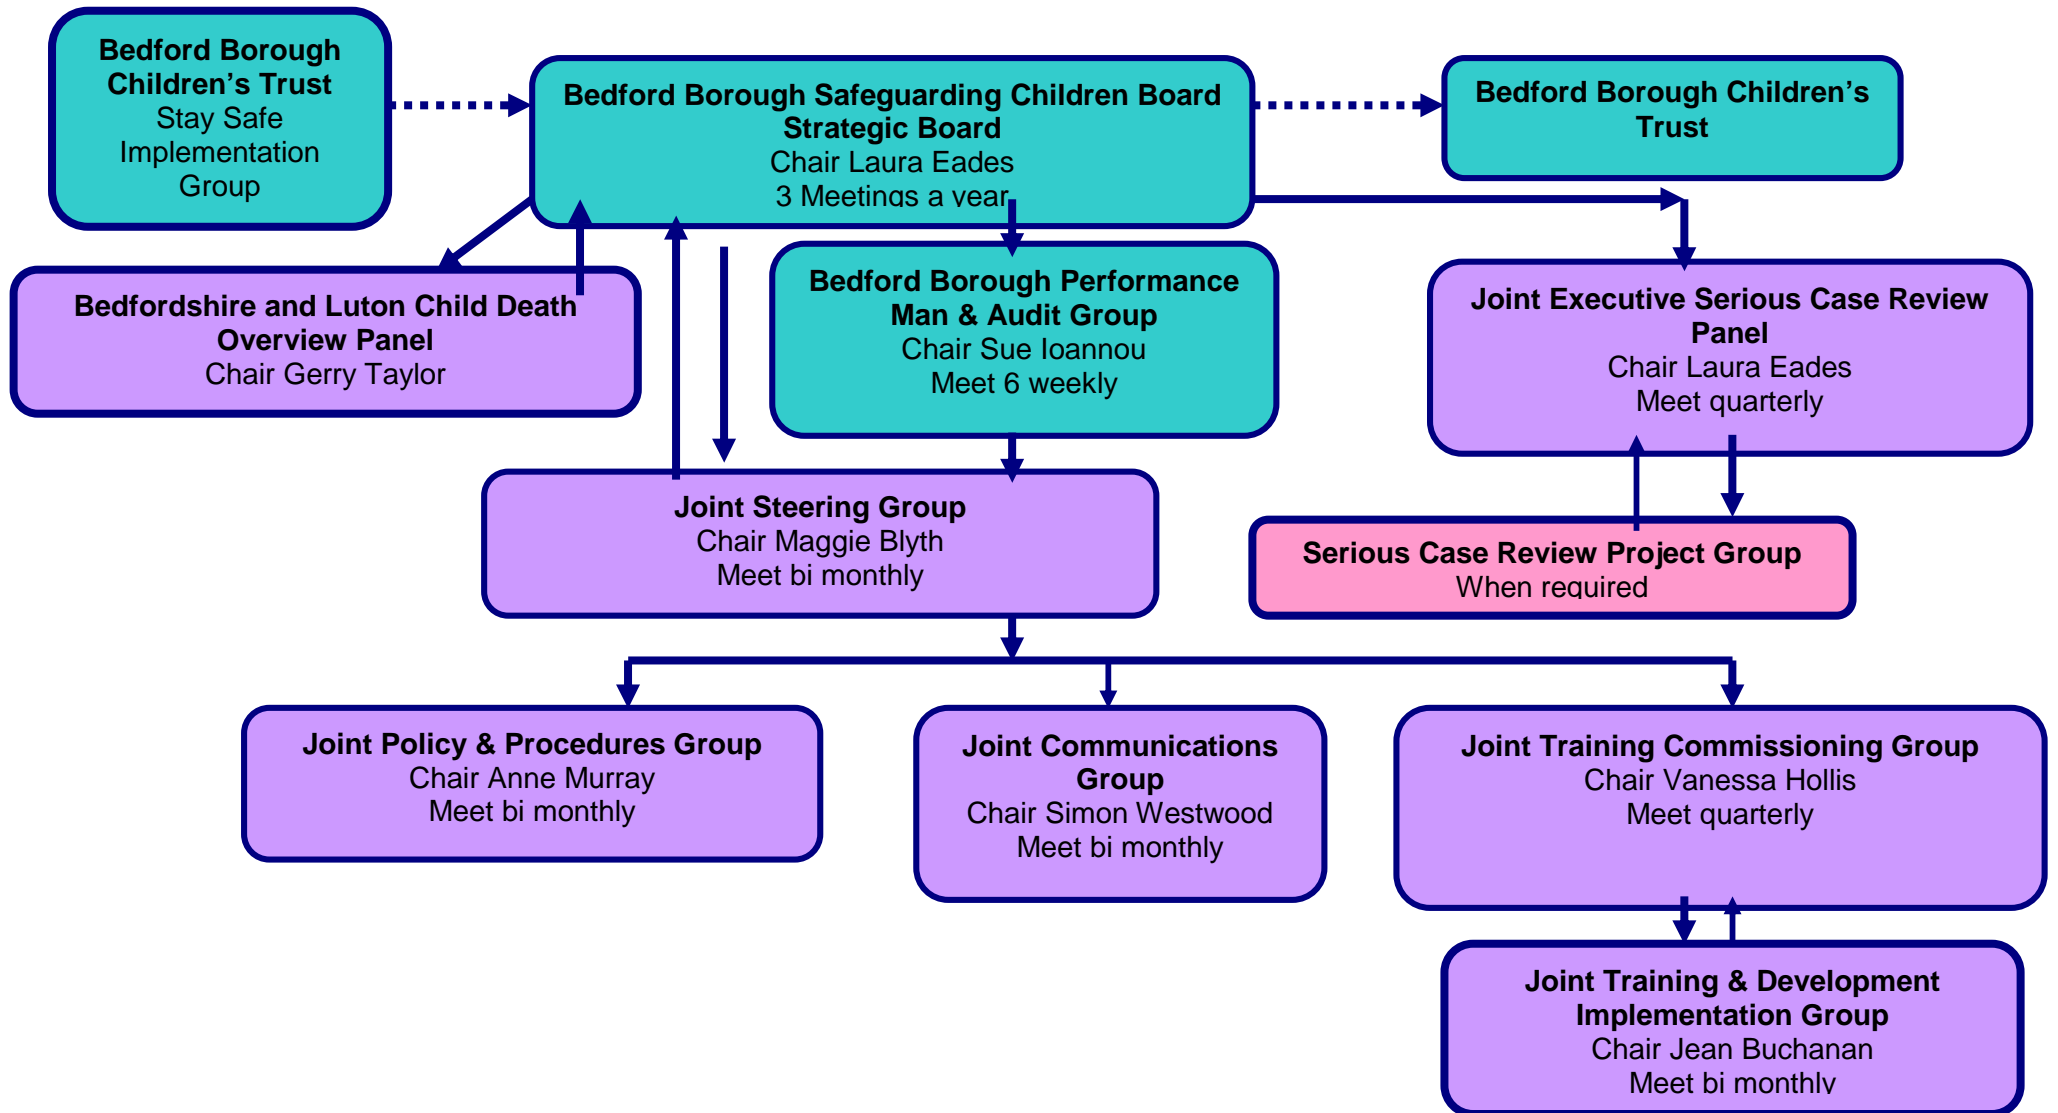 Bedford Borough
Children's Trust
Stay Safe
Implementation
Group
Bedford Borough Safeguarding Children Board
Strategic Board
Chair Laura Eades
3 Meetings a year
Bedford Borough Children's
Trust
Bedfordshire and Luton Child Death
Overview Panel
Chair Gerry Taylor
Bedford Borough Performance
Man & Audit Group
Chair Sue Ioannou
Meet 6 weekly
Joint Executive Serious Case Review
Panel
Chair Laura Eades
Meet quarterly
Joint Steering Group
Chair Maggie Blyth
Meet bi monthly
Serious Case Review Project Group
When required
Joint Policy & Procedures Group
Chair Anne Murray
Meet bi monthly
Joint Communications
Group
Chair Simon Westwood
Meet bi monthly
Joint Training Commissioning Group
Chair Vanessa Hollis
Meet quarterly
Joint Training & Development
Implementation Group
Chair Jean Buchanan
Meet bi monthly